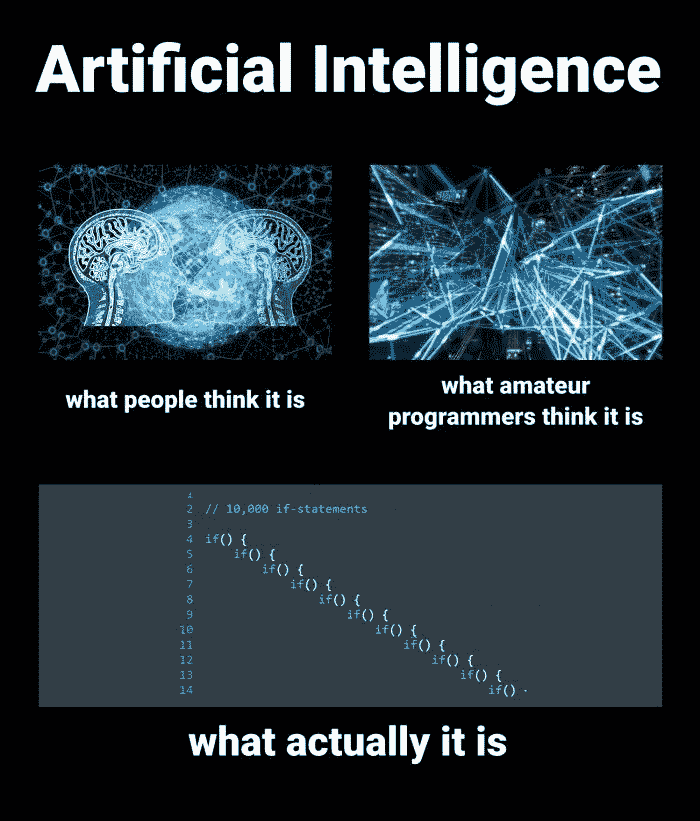 Artificial Intelligence
what people think it is
what amateur
programmers think it is
1
2 // 10,000 if-statements
3
4 if() {
5 if() {
6 if() {
7 if() {
8 if() {
9 if() {
10 if() {
11 if() {
12 if() {
13 if() {
14 if()
what actually it is